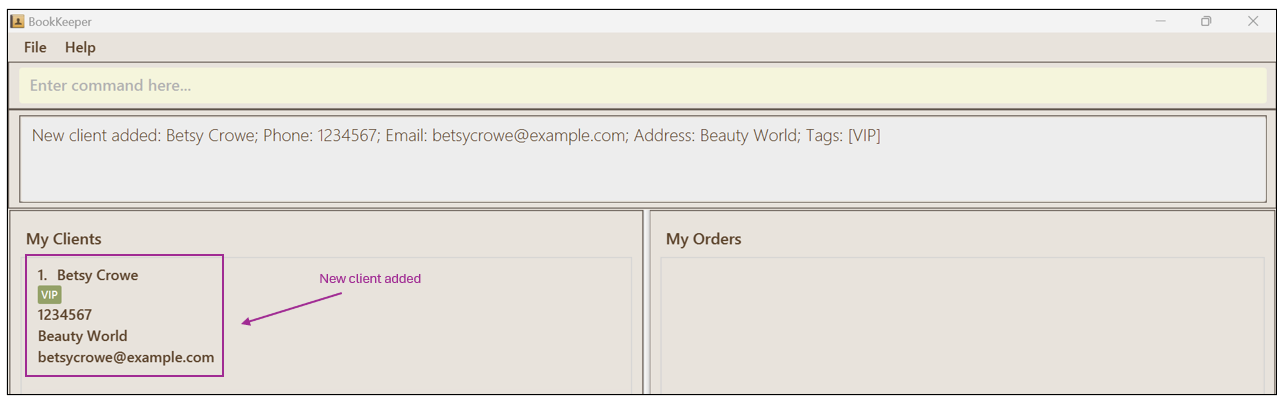 BookKeeper
File Help
Enter command here...
New client added: Betsy Crowe; Phone: 1234567; Email: betsycrowe@example.com; Address: Beauty World; Tags: [VIP]
My Clients
1. Betsy Crowe
VIP
1234567
Beauty World
betsycrowe@example.com
New client added
My Orders